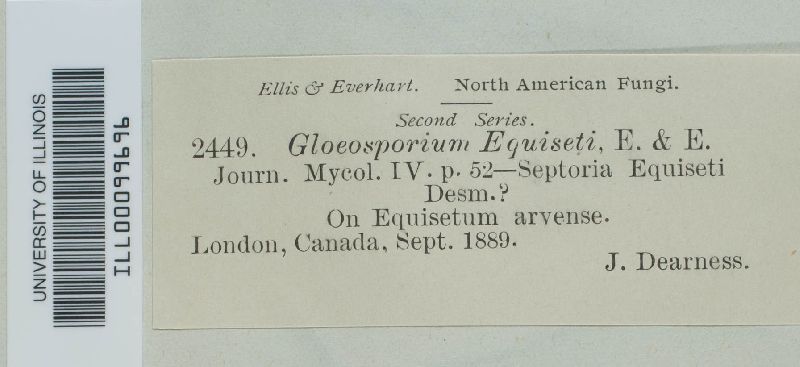 UNIVERSITY OF ILLINOIS
ILL00099696
Ellis & Everhart. North American Fungi.
Second Series.
2449. Gloeosporium Equiseti, E. & E.
Journ. Mycol. IV. p. 52—Septoria Equiseti
Desm.?
On Equisetum arvense.
London, Canada, Sept. 1889.
J. Dearness.